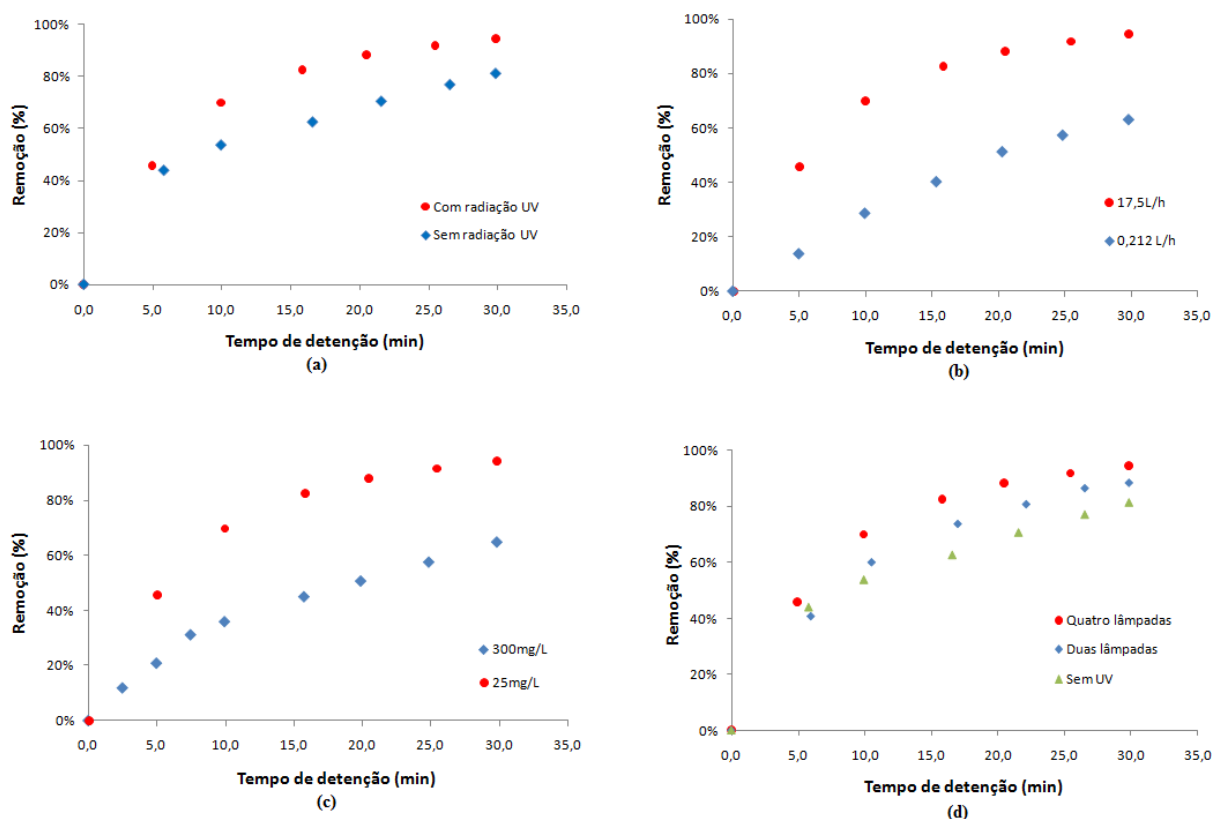 100%
80%
60%
40%
20%
0%
Remoção (%)
Com radiação UV
Sem radiação UV
0,0 5,0 10,0 15,0 20,0 25,0 30,0 35,0
Tempo de detenção (min)
(a)
100%
80%
60%
40%
20%
0%
Remoção (%)
17,5L/h
0,212 L/h
0,0 5,0 10,0 15,0 20,0 25,0 30,0 35,0
Tempo de detenção (min)
(b)
100%
80%
60%
40%
20%
0%
Remoção (%)
300mg/L
25mg/L
0,0 5,0 10,0 15,0 20,0 25,0 30,0 35,0
Tempo de detenção (min)
(c)
100%
80%
60%
40%
20%
0%
Remoção (%)
Quatro lâmpadas
Duas lâmpadas
Sem UV
0,0 5,0 10,0 15,0 20,0 25,0 30,0 35,0
Tempo de detenção (min)
(d)